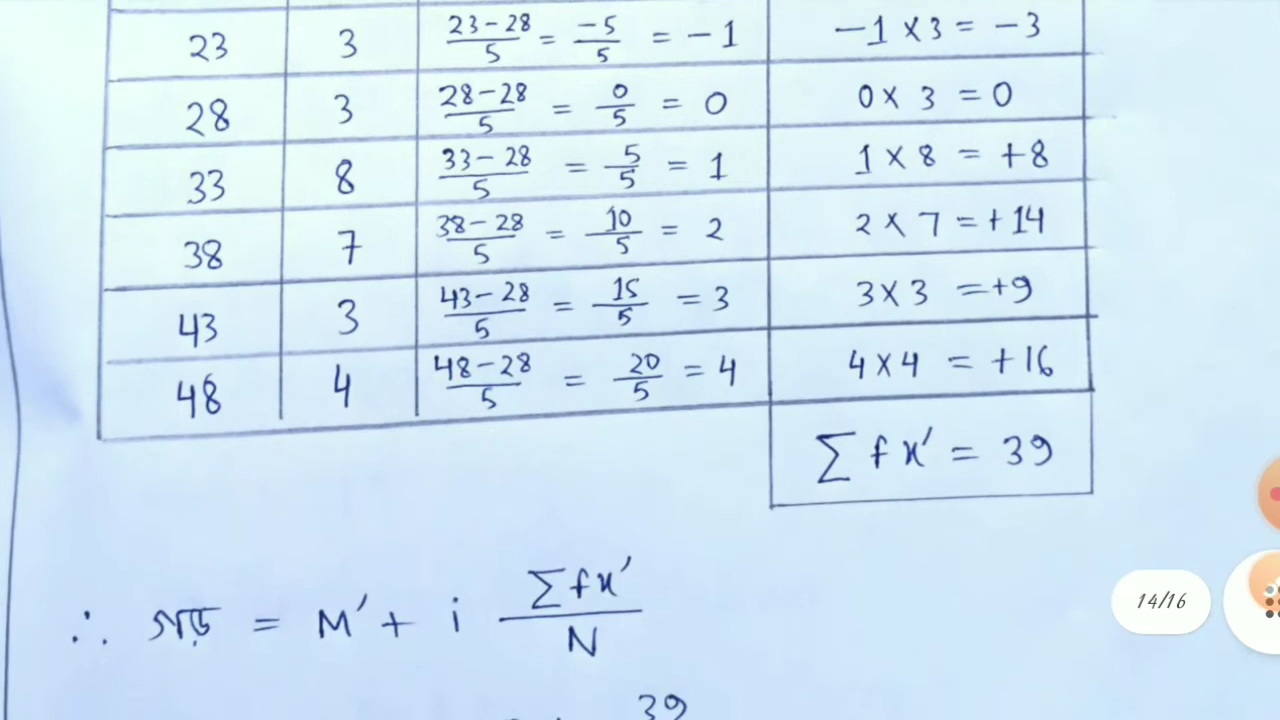 23 3 23-28/5 = -5/5 = -1 -1 × 3 = -3
28 3 28-28/5 = 0/5 = 0 0 × 3 = 0
33 8 33-28/5 = 5/5 = 1 1 × 8 = +8
38 7 38-28/5 = 10/5 = 2 2 × 7 = +14
43 3 43-28/5 = 15/5 = 3 3 × 3 = +9
48 4 48-28/5 = 20/5 = 4 4 × 4 = +16
∑fx′ = 39
∴ গড় = M′ + i ∑fx′/N
39
14/16